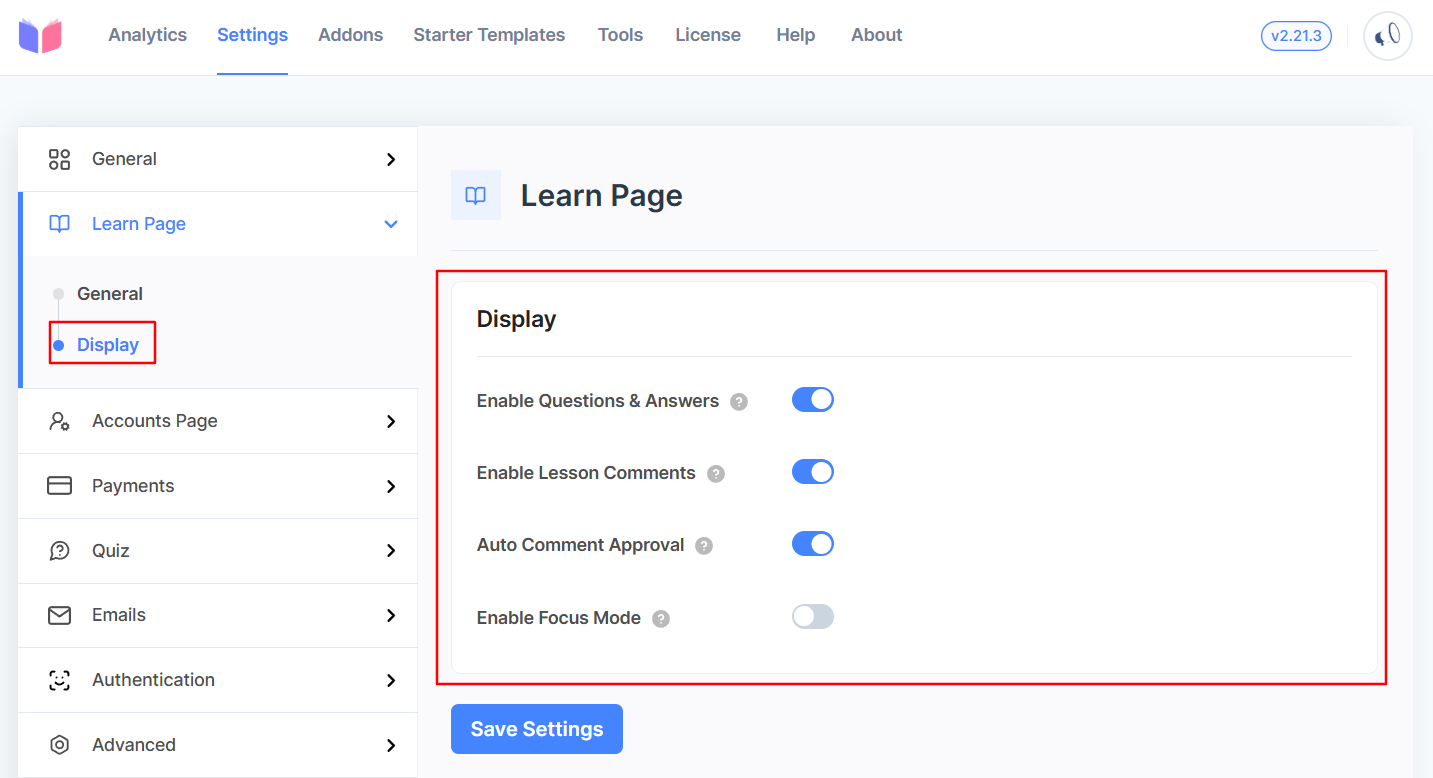 Analytics Settings Addons Starter Templates Tools License Help About v2.21.3
General
Learn Page
General
Display
Accounts Page
Payments
Quiz
Emails
Authentication
Advanced
Learn Page
Display
Enable Questions & Answers ?
Enable Lesson Comments ?
Auto Comment Approval ?
Enable Focus Mode ?
Save Settings